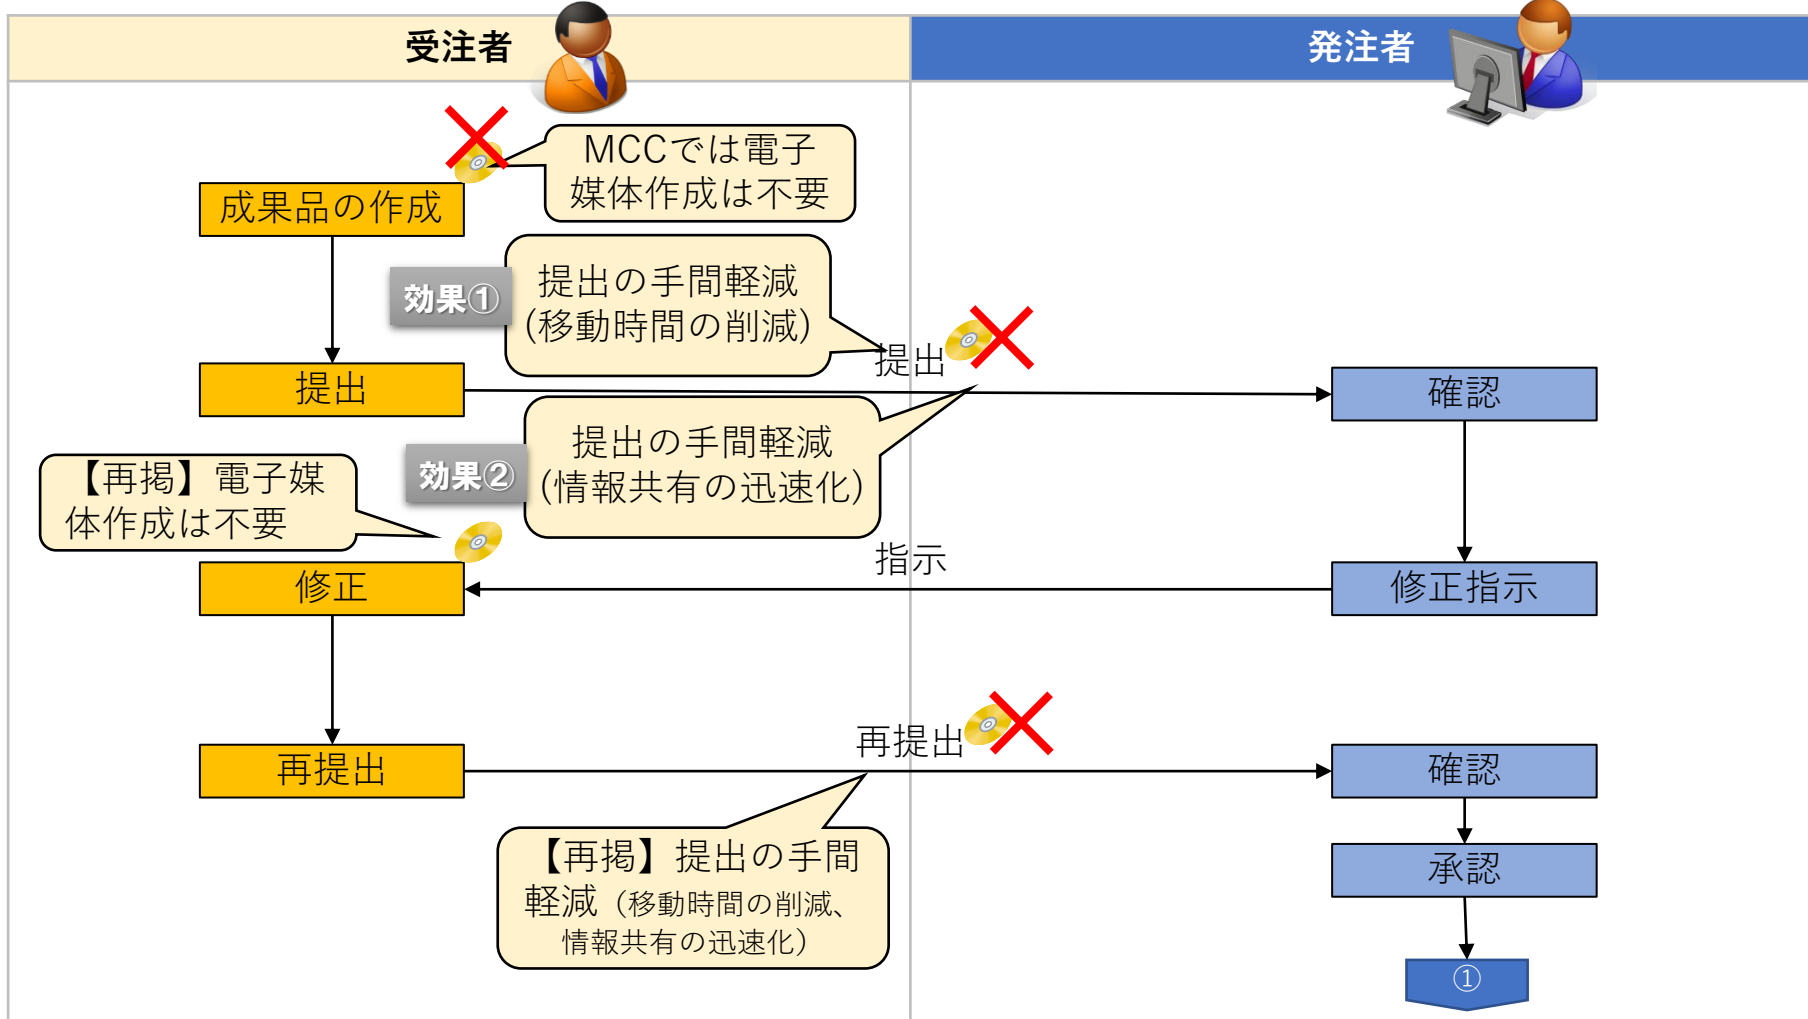 受注者
発注者
MCCでは電子
媒体作成は不要
成果品の作成
効果①
提出の手間軽減
(移動時間の削減)
提出
提出
確認
効果②
提出の手間軽減
(情報共有の迅速化)
【再掲】電子媒
体作成は不要
指示
修正
修正指示
再提出
再提出
確認
【再掲】提出の手間
軽減（移動時間の削減、
情報共有の迅速化）
承認
①